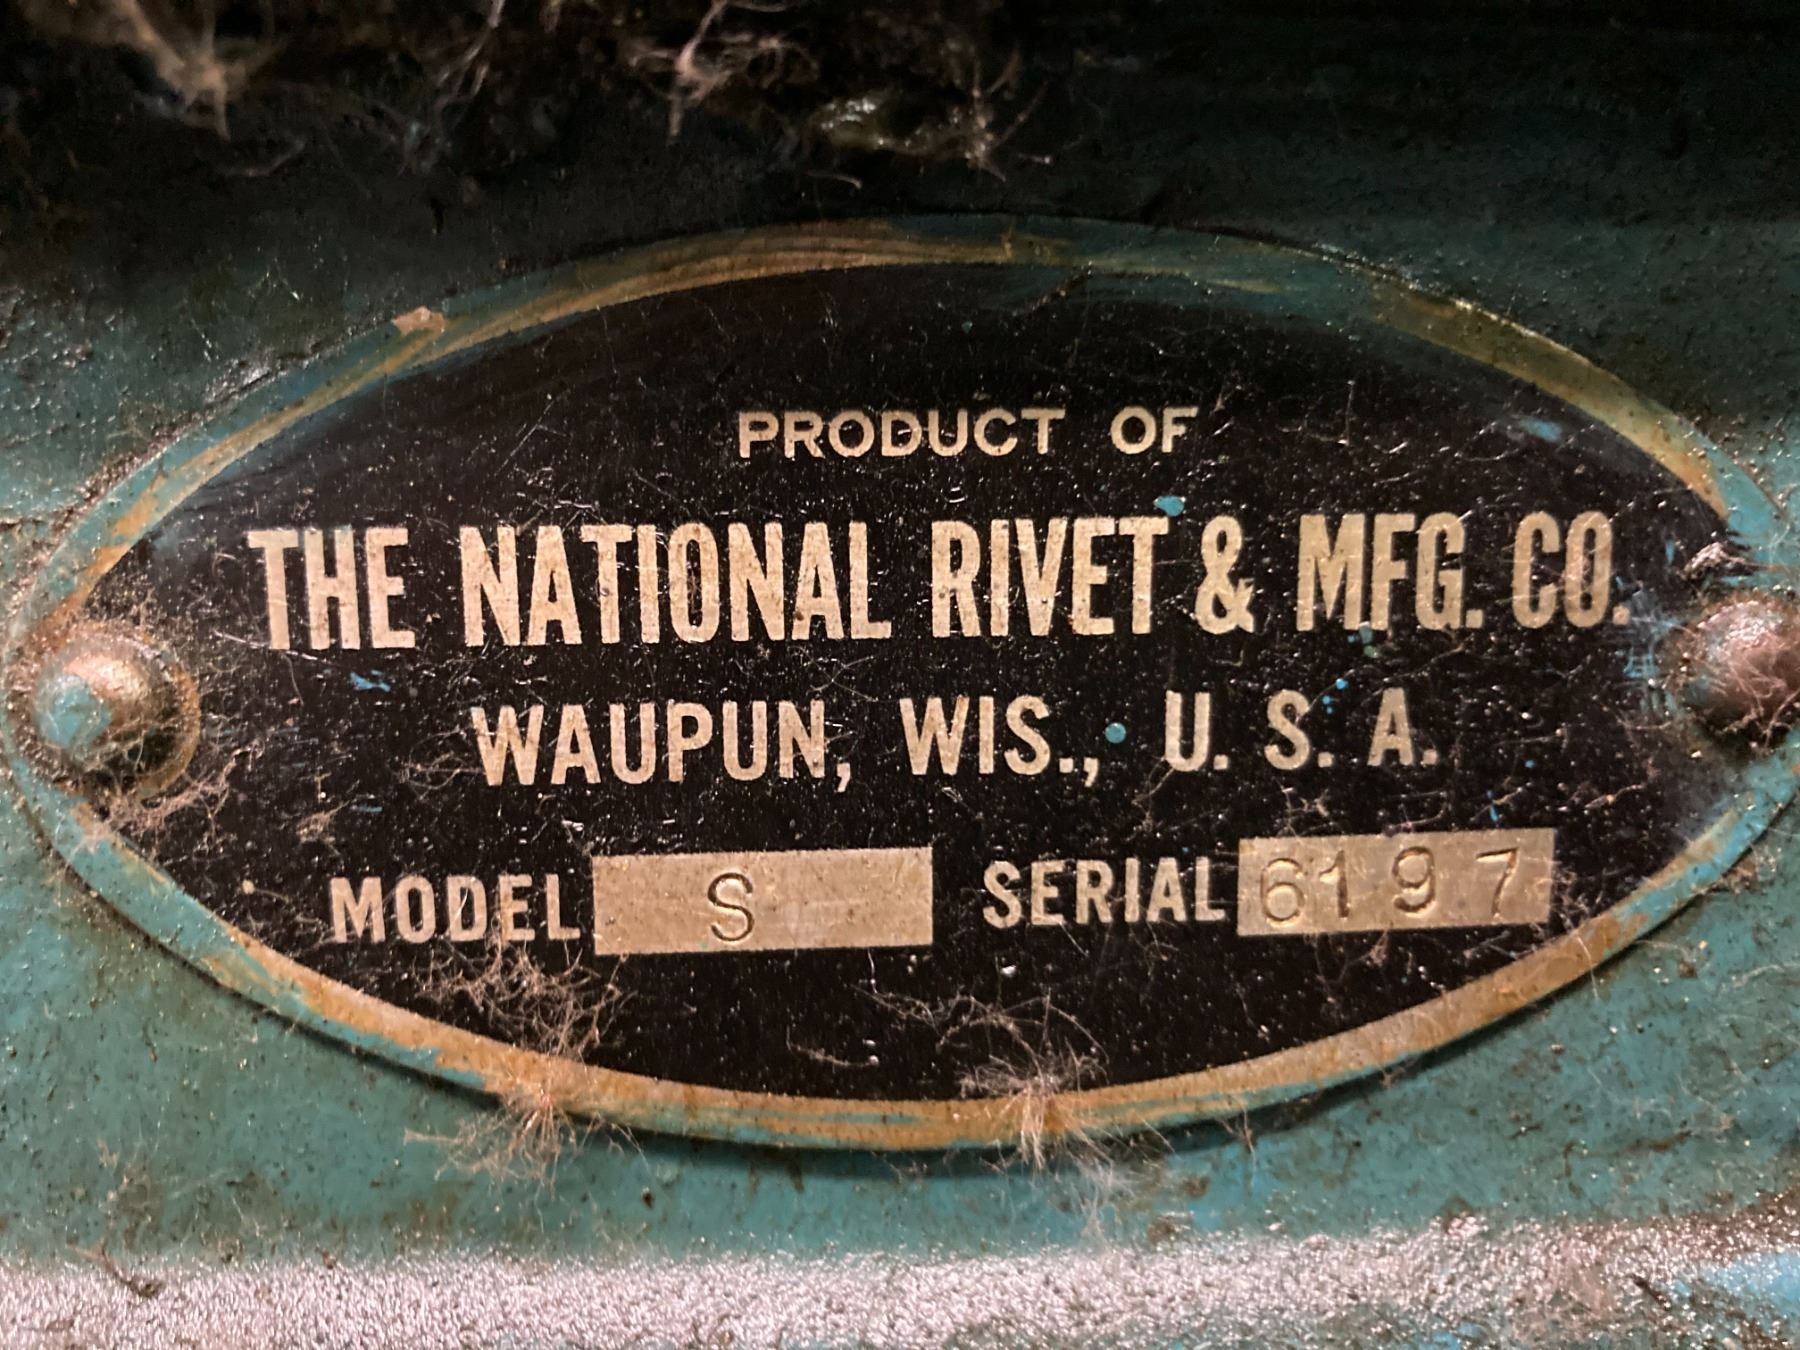 PRODUCT OF
THE NATIONAL RIVET & MFG. CO.
WAUPUN, WIS., U. S. A.
MODEL S SERIAL 6197